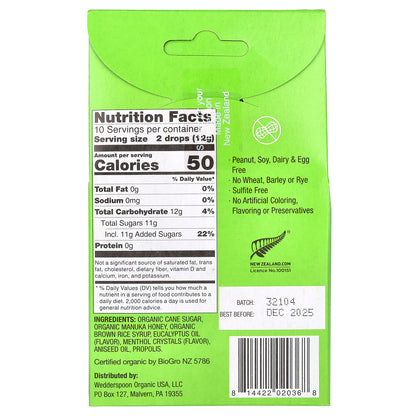 Nutrition Facts
10 Servings per container
Serving size 2 drops (12g)
Amount per serving
Calories 50
% Daily Value*
Total Fat 0g 0%
Sodium 0mg 0%
Total Carbohydrate 12g 4%
Total Sugars 11g
Incl. 11g Added Sugars 22%
Protein 0g
Not a significant source of saturated fat, trans
fat, cholesterol, dietary fiber, vitamin D and
calcium, iron, and potassium.
* % Daily Values (DV) tells you how much a
nutrient in a serving of food contributes to a
daily diet. 2,000 calories a day is used for
general nutrition advice.
INGREDIENTS: ORGANIC CANE SUGAR,
ORGANIC MANUKA HONEY, ORGANIC
BROWN RICE SYRUP, EUCALYPTUS OIL
(FLAVOR), MENTHOL CRYSTALS (FLAVOR),
ANISEED OIL, PROPOLIS.
Certified organic by BioGro NZ 5786
Distributed by:
Wedderspoon Organic USA, LLC
PO Box 127, Malvern, PA 19355
your
on
Made in
New Zealand
• Peanut, Soy, Dairy & Egg
Free
• No Wheat, Barley or Rye
• Sulfite Free
• No Artificial Coloring,
Flavoring or Preservatives
NEWZEALAND.COM
Licence No.100151
BATCH: 32104
BEST BEFORE: DEC 2025
8 14422 02036 8